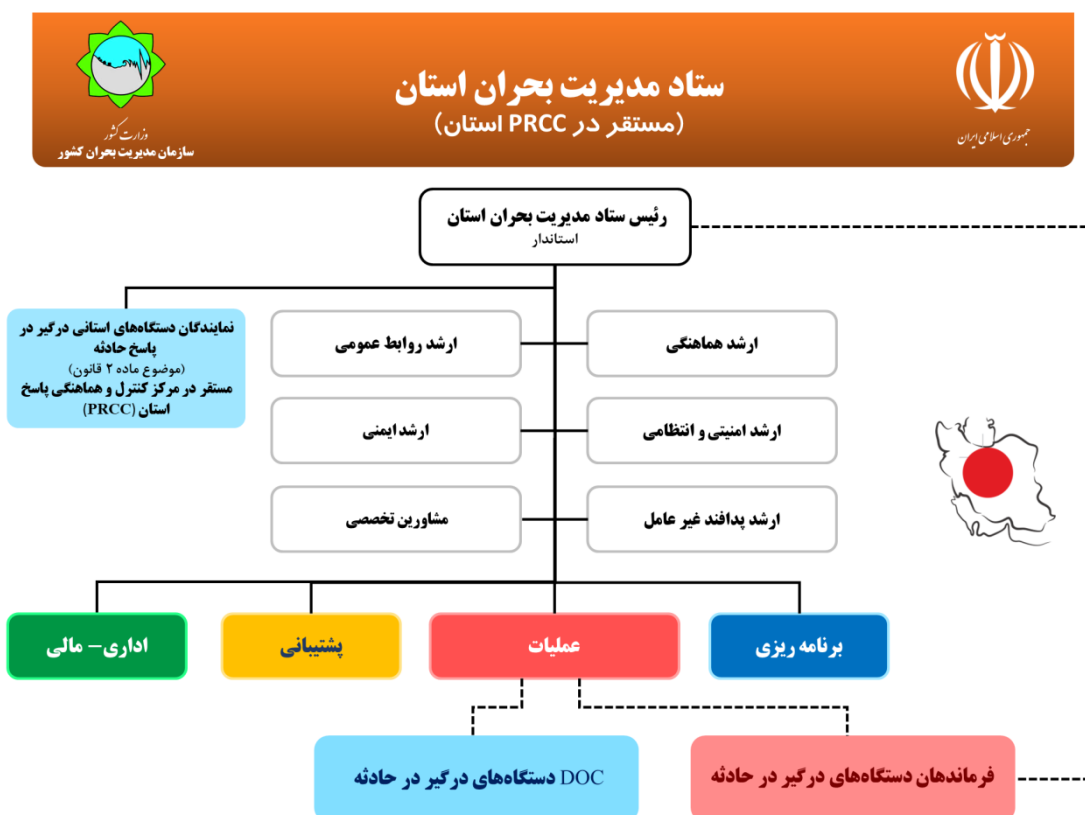 ستاد مدیریت بحران استان
(مستقر در PRCC استان)
جمهوری اسلامی ایران
وزارت کشور
سازمان مدیریت بحران کشور
رئیس ستاد مدیریت بحران استان
استاندار
نمایندگان دستگاه‌های استانی درگیر در
پاسخ حادثه
(موضوع ماده ۲ قانون)
مستقر در مرکز کنترل و هماهنگی پاسخ
استان (PRCC)
ارشد هماهنگی
ارشد روابط عمومی
ارشد امنیتی و انتظامی
ارشد ایمنی
ارشد پدافند غیر عامل
مشاورین تخصصی
برنامه ریزی
عملیات
پشتیبانی
اداری- مالی
فرماندهان دستگاه‌های درگیر در حادثه
DOC دستگاه‌های درگیر در حادثه